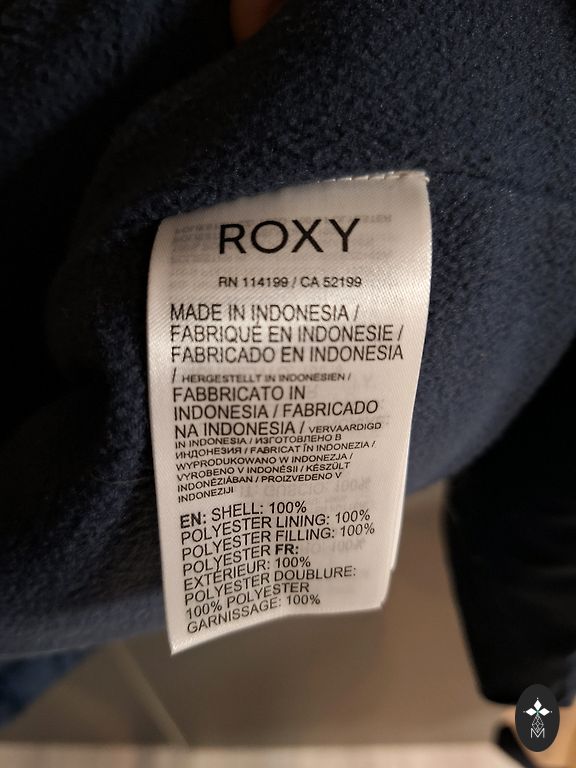 ROXY
RN 114199 / CA 52199
MADE IN INDONESIA /
FABRIQUÉ EN INDONESIE /
FABRICADO EN INDONESIA
/ HERGESTELLT IN INDONESIEN /
FABBRICATO IN
INDONESIA / FABRICADO
NA INDONESIA / VERVAARDIGD
IN INDONESIA / ИЗГОТОВЛЕНО В
ИНДОНЕЗИЯ / FABRICAT ÎN INDONEZIA /
WYPRODUKOWANO W INDONEZJA /
VYROBENO V INDONÉSII / KÉSZÜLT
INDONÉZIÁBAN / PROIZVEDENO V
INDONEZIJI
EN: SHELL: 100%
POLYESTER LINING: 100%
POLYESTER FILLING: 100%
POLYESTER FR:
EXTÉRIEUR: 100%
POLYESTER DOUBLURE:
100% POLYESTER
GARNISSAGE: 100%
M